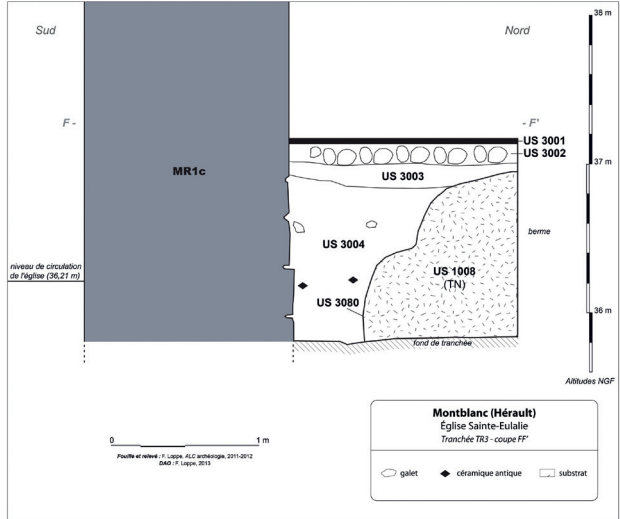 38 m
Sud
Nord
F -
- F'
US 3001
US 3002
37 m
MR1c
US 3003
berme
US 3004
niveau de circulation
de l'église (36,21 m)
US 1008
(TN)
US 3080
36 m
fond de tranchée
Altitudes NGF
0
1 m
Fouille et relevé : F. Loppe, ALC archéologie, 2011-2012
DAO : F. Loppe, 2013
Montblanc (Hérault)
Église Sainte-Eulalie
Tranchée TR3 - coupe FF'
galet
céramique antique
substrat